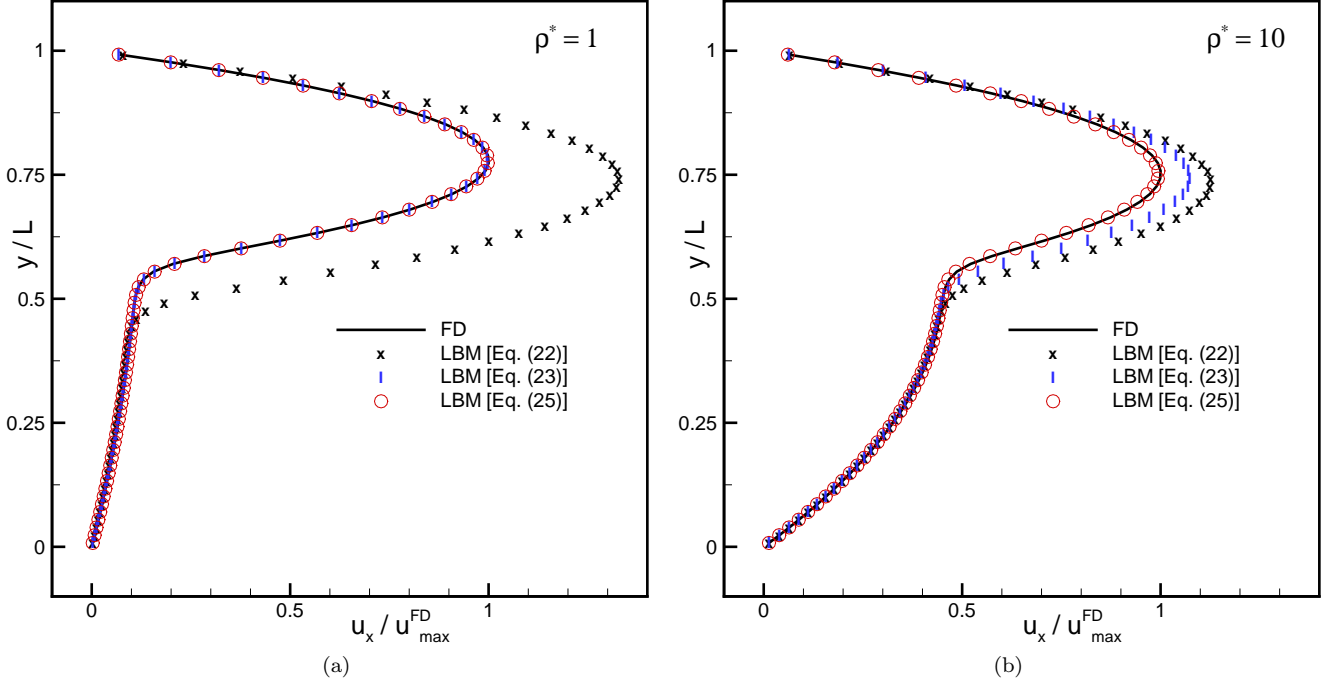 ρ* = 1
1
0.75
0.5
0.25
0
y / L
FD
LBM [Eq. (22)]
LBM [Eq. (23)]
LBM [Eq. (25)]
0
0.5
1
u_x / u_max^FD
(a)
ρ* = 10
1
0.75
0.5
0.25
0
y / L
FD
LBM [Eq. (22)]
LBM [Eq. (23)]
LBM [Eq. (25)]
0
0.5
1
u_x / u_max^FD
(b)